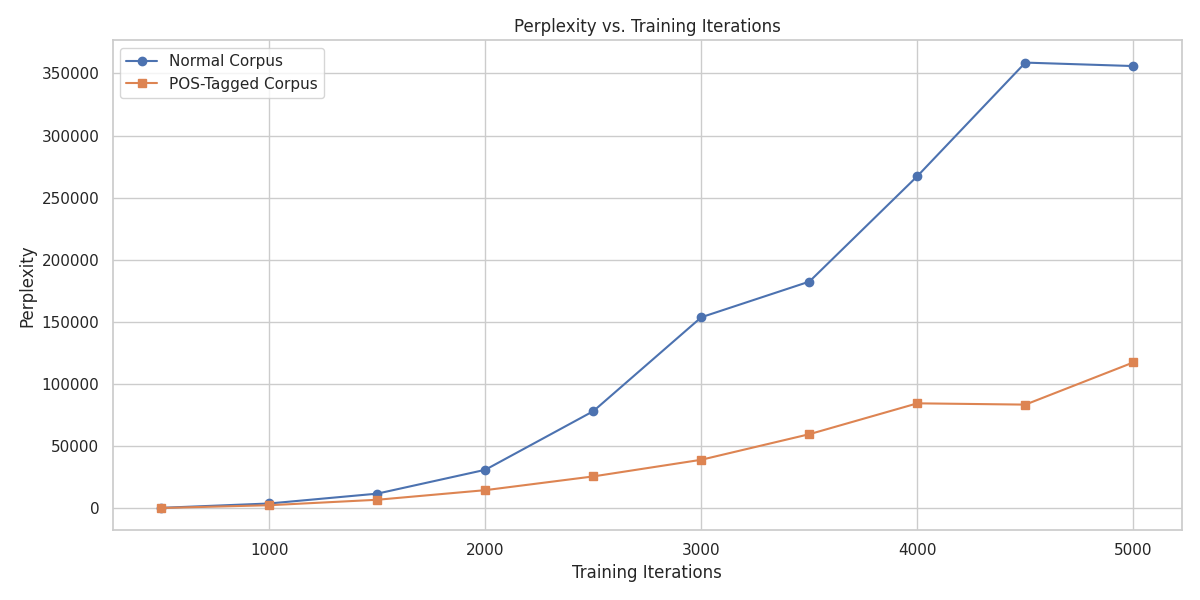 Perplexity vs. Training Iterations
Normal Corpus
POS-Tagged Corpus
350000
300000
250000
200000
150000
100000
50000
0
Perplexity
1000 2000 3000 4000 5000
Training Iterations